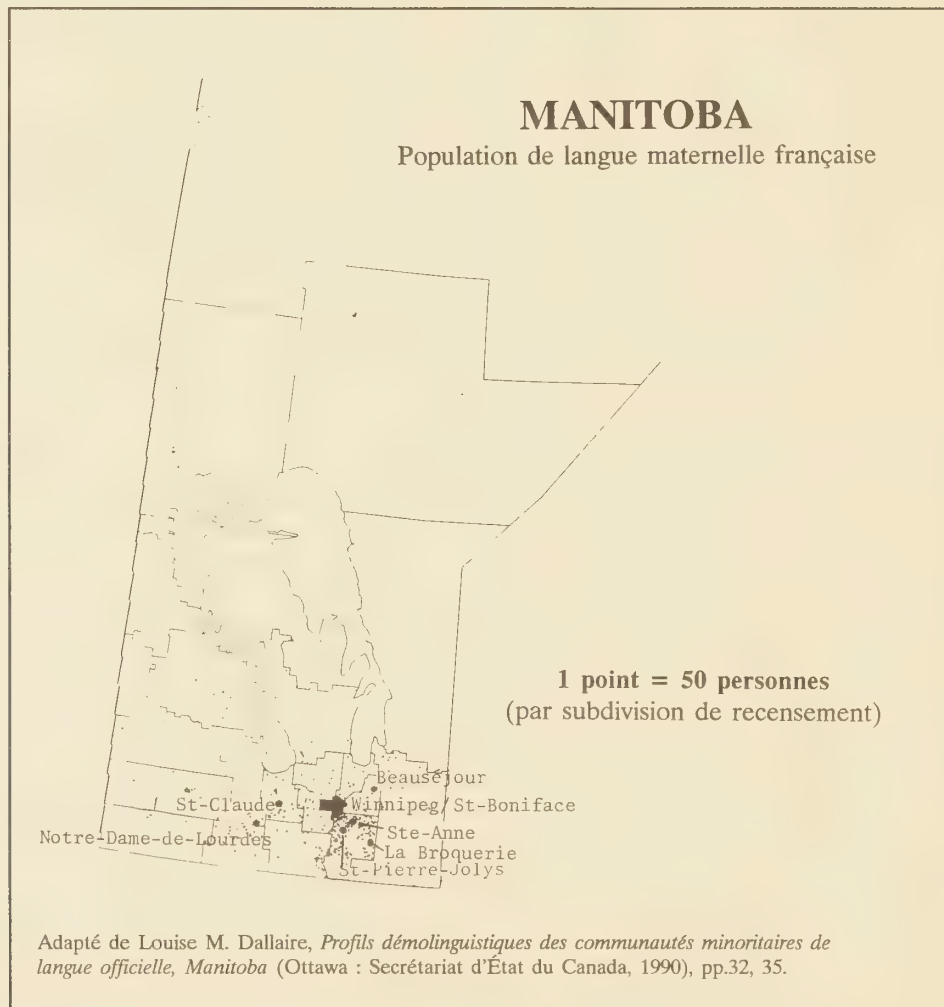 MANITOBA
Population de langue maternelle française
1 point = 50 personnes
(par subdivision de recensement)
Beauséjour
St-Claude
Winnipeg/St-Boniface
Ste-Anne
Notre-Dame-de-Lourdes
La Broquerie
St-Pierre-Jolys
Adapté de Louise M. Dallaire, Profils démolinguistiques des communautés minoritaires de
langue officielle, Manitoba (Ottawa : Secrétariat d'État du Canada, 1990), pp.32, 35.